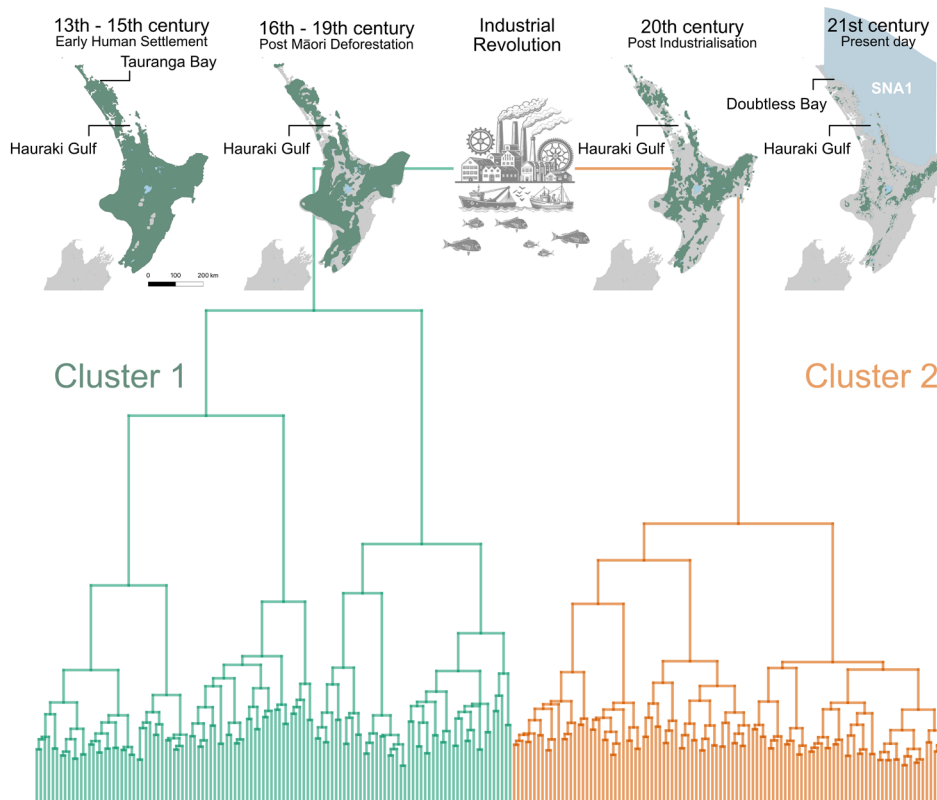 13th - 15th century
Early Human Settlement
Tauranga Bay
Hauraki Gulf
0 100 200 km
16th - 19th century
Post Māori Deforestation
Hauraki Gulf
Industrial
Revolution
20th century
Post Industrialisation
Hauraki Gulf
21st century
Present day
SNA1
Doubtless Bay
Hauraki Gulf
Cluster 1
Cluster 2